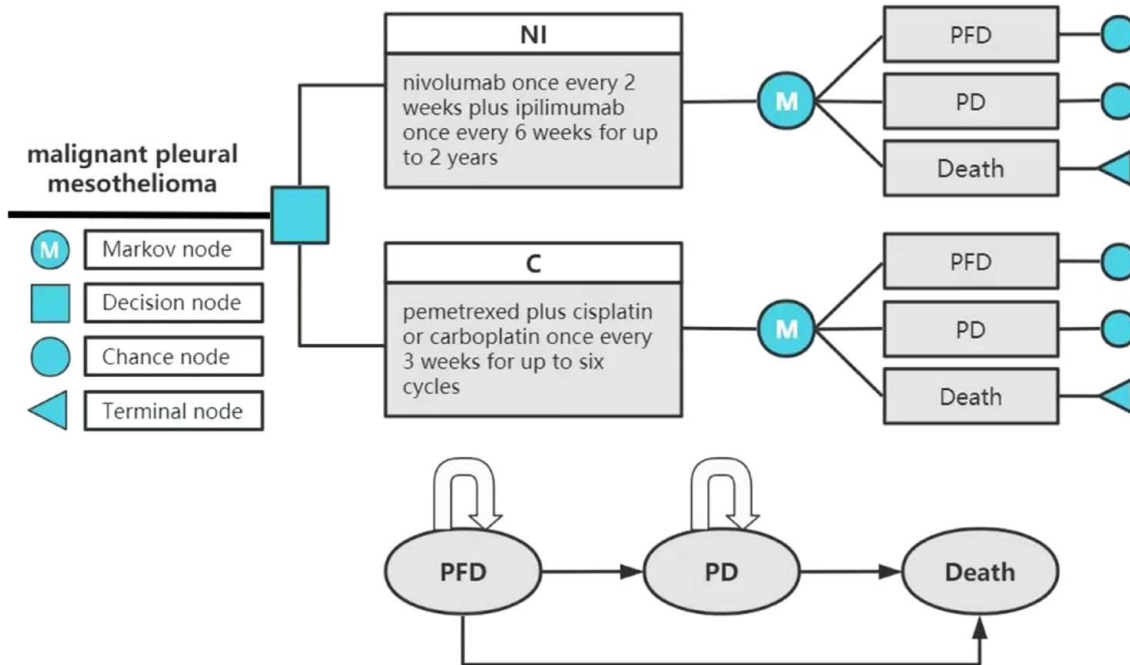 malignant pleural
mesothelioma
M
Markov node
Decision node
Chance node
Terminal node
NI
nivolumab once every 2
weeks plus ipilimumab
once every 6 weeks for up
to 2 years
M
PFD
PD
Death
C
pemetrexed plus cisplatin
or carboplatin once every
3 weeks for up to six
cycles
M
PFD
PD
Death
PFD
PD
Death